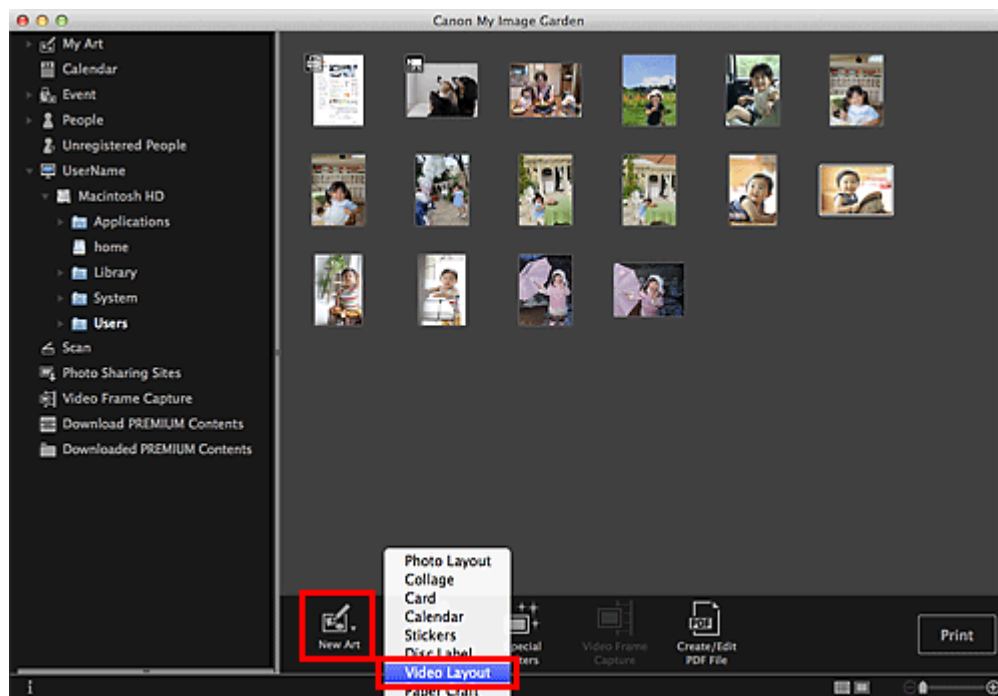 Canon My Image Garden
My Art
Calendar
Event
People
Unregistered People
UserName
Macintosh HD
Applications
home
Library
System
Users
Scan
Photo Sharing Sites
Video Frame Capture
Download PREMIUM Contents
Downloaded PREMIUM Contents
Photo Layout
Collage
Card
Calendar
Stickers
Disc Label
Video Layout
New Art
Video Frame
Capture
PDF
Create/Edit
PDF File
Print